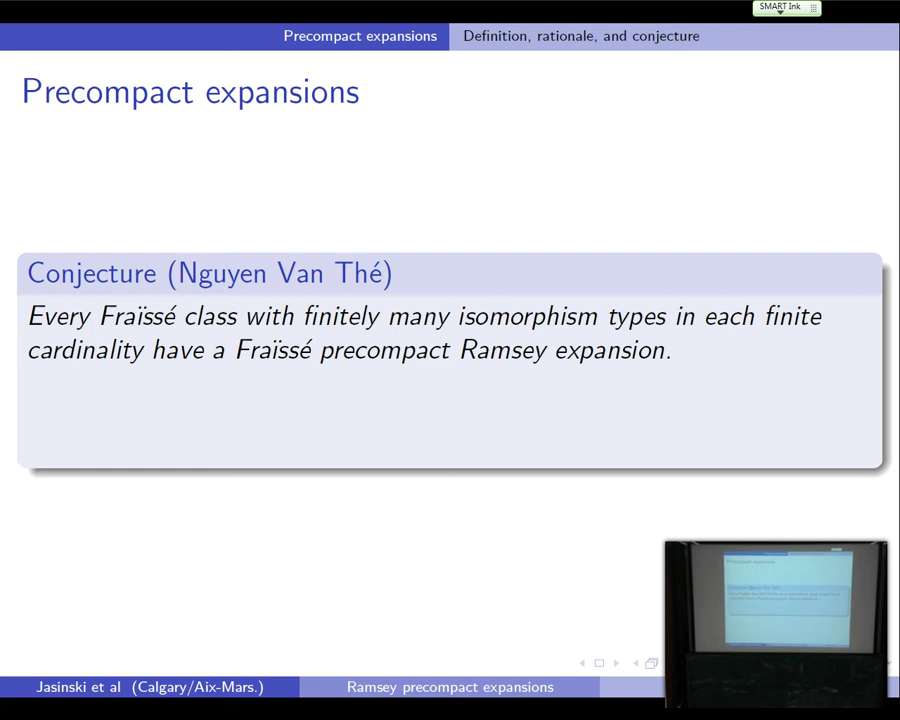 SMART Ink
Precompact expansions Definition, rationale, and conjecture
Precompact expansions
Conjecture (Nguyen Van Thé)
Every Fraïssé class with finitely many isomorphism types in each finite
cardinality have a Fraïssé precompact Ramsey expansion.
Jasinski et al (Calgary/Aix-Mars.) Ramsey precompact expansions